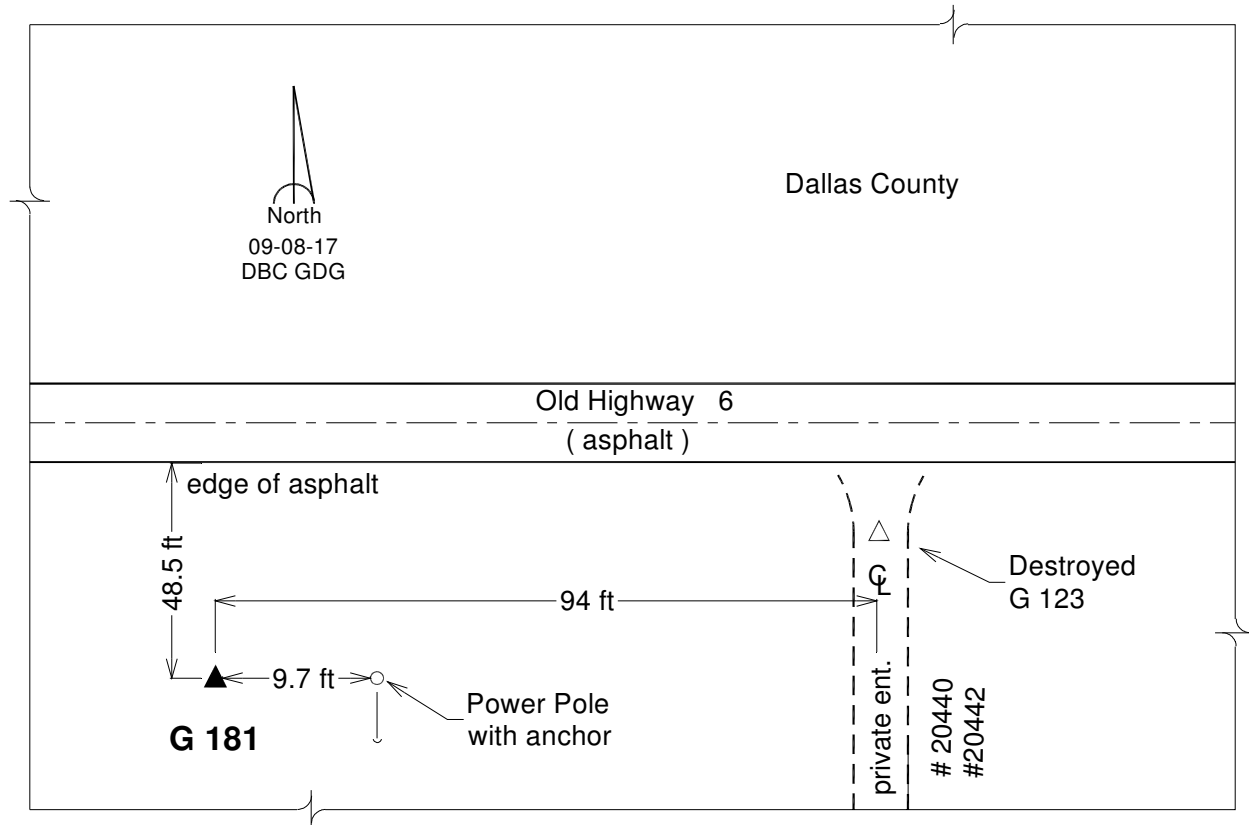 North
09-08-17
DBC GDG
Dallas County
Old Highway 6
( asphalt )
edge of asphalt
48.5 ft
94 ft
℄
Destroyed
G 123
9.7 ft
G 181
Power Pole
with anchor
private ent.
# 20440
#20442